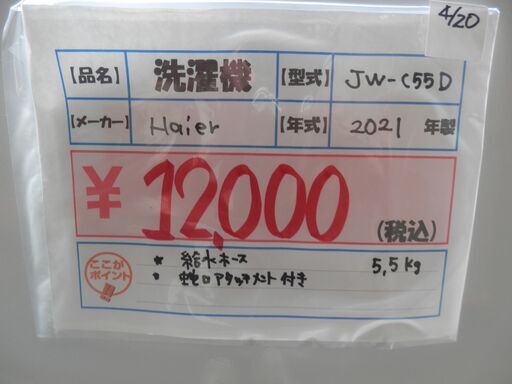 4/20
【品名】 洗濯機 【型式】 JW-C55D
【メーカー】 Haier 【年式】 2021 年製
¥12,000 (税込)
ここが
ポイント
* 給水ホース 5,5kg
* 蛇口アタッチメント付き